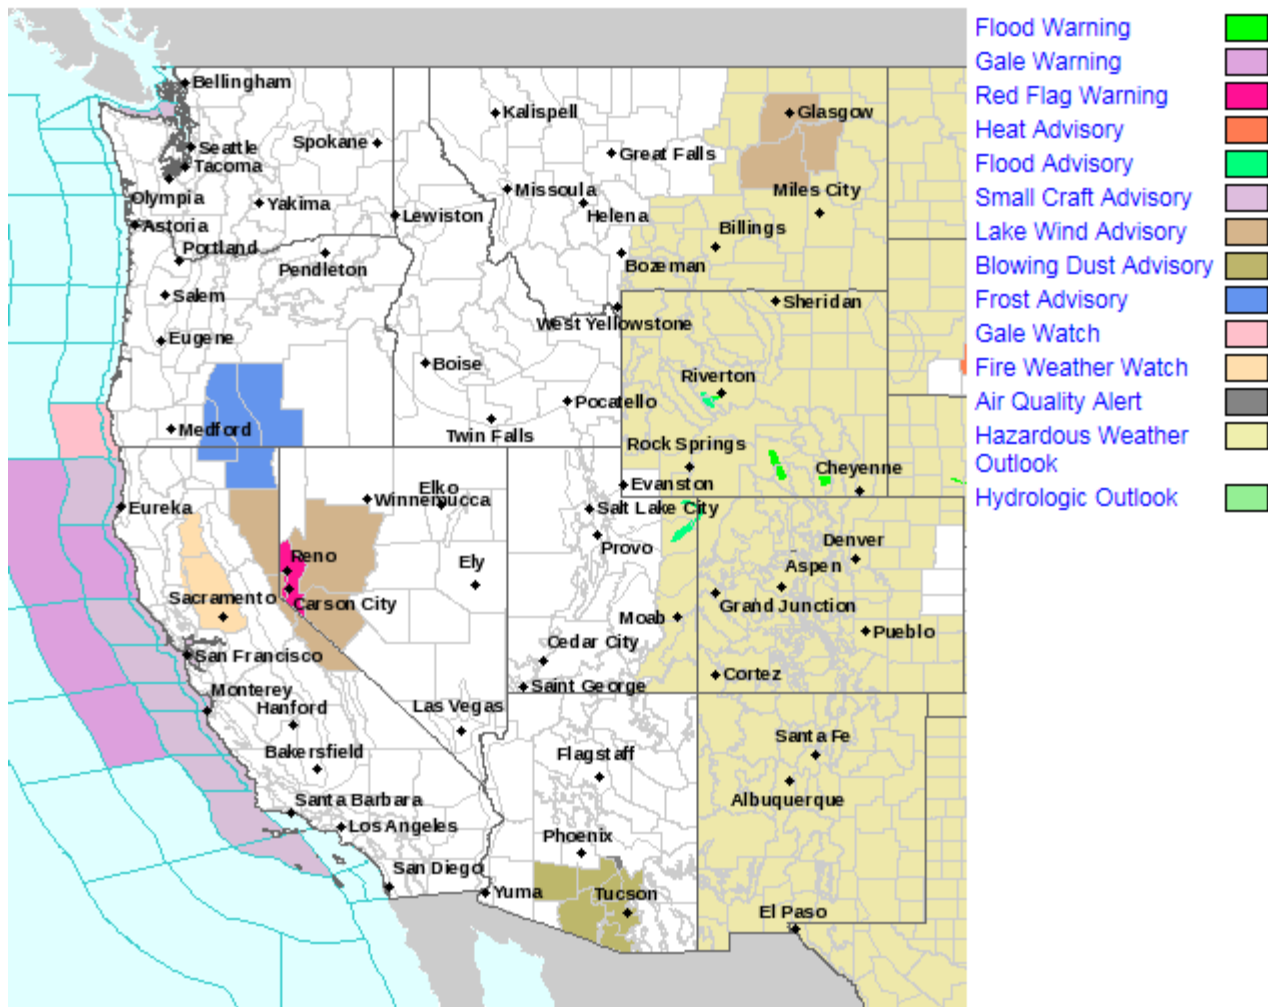 Flood Warning
Gale Warning
Red Flag Warning
Heat Advisory
Flood Advisory
Small Craft Advisory
Lake Wind Advisory
Blowing Dust Advisory
Frost Advisory
Gale Watch
Fire Weather Watch
Air Quality Alert
Hazardous Weather
Outlook
Hydrologic Outlook
Bellingham
Kalispell
Glasgow
Seattle
Spokane
Great Falls
Tacoma
Missoula
Miles City
Olympia
Yakima
Lewiston
Helena
Astoria
Billings
Portland
Pendleton
Bozeman
Salem
Sheridan
West Yellowstone
Eugene
Boise
Riverton
Pocatello
Medford
Twin Falls
Rock Springs
Cheyenne
Evanston
Elko
Winnemucca
Eureka
Salt Lake City
Provo
Denver
Reno
Ely
Aspen
Sacramento
Carson City
Grand Junction
Moab
Pueblo
Cedar City
San Francisco
Cortez
Saint George
Monterey
Hanford
Las Vegas
Santa Fe
Bakersfield
Flagstaff
Albuquerque
Santa Barbara
Los Angeles
Phoenix
San Diego
Yuma
Tucson
El Paso